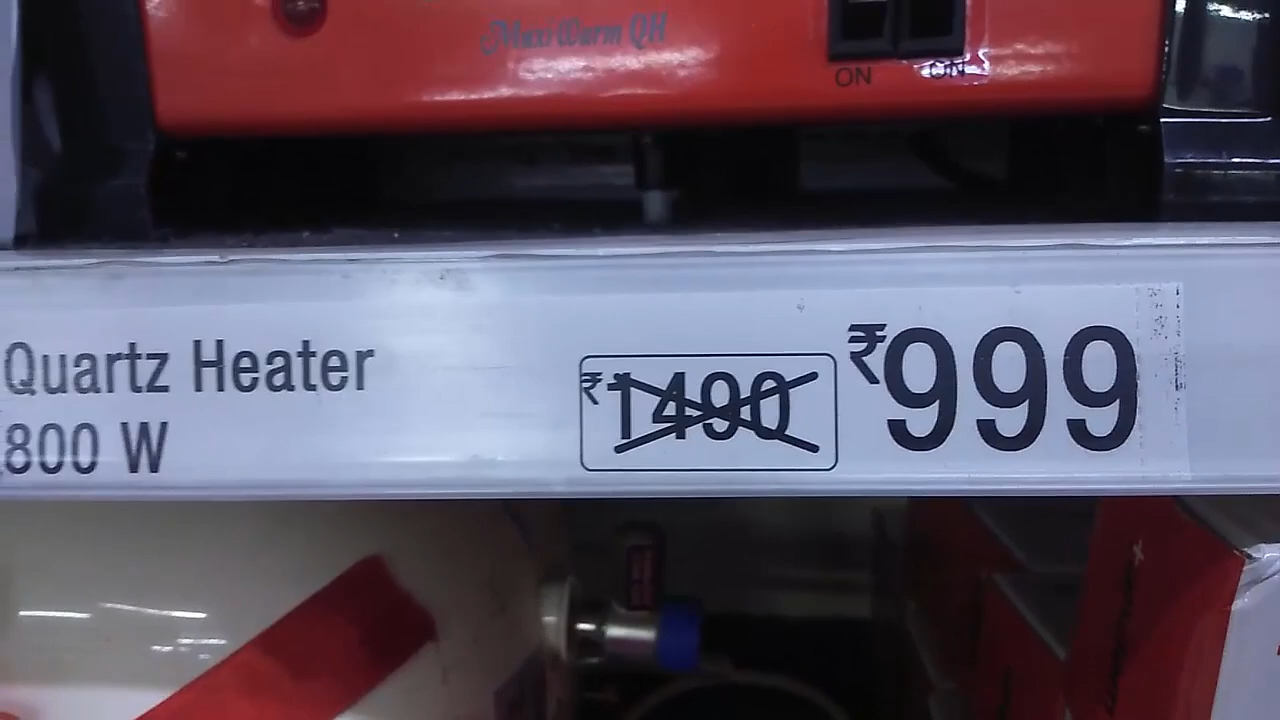 Maxi Warm QH
ON ON
Quartz Heater
800 W
₹1490
₹999